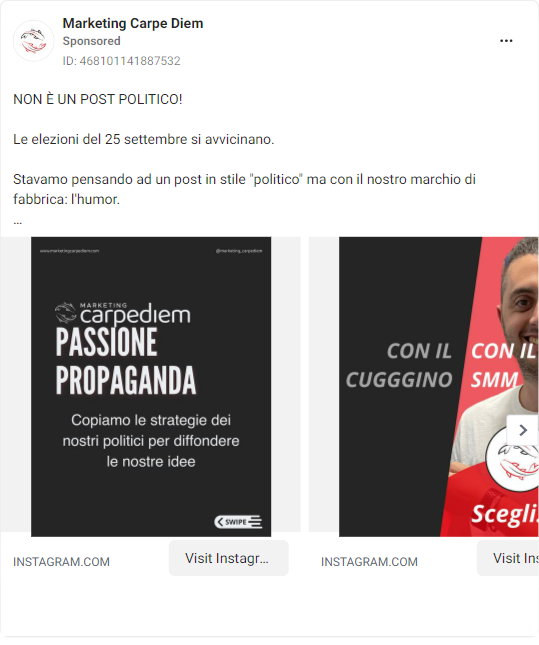 Marketing Carpe Diem
Sponsored
ID: 468101141887532
NON È UN POST POLITICO!
Le elezioni del 25 settembre si avvicinano.
Stavamo pensando ad un post in stile "politico" ma con il nostro marchio di
fabbrica: l'humor.
...
www.marketingcarpediem.com
@marketing_carpediem
MARKETING
carpediem
PASSIONE
PROPAGANDA
Copiamo le strategie dei
nostri politici per diffondere
le nostre idee
SWIPE
CON IL
CUGGGINO
CON IL
SMM
Scegli
INSTAGRAM.COM
Visit Instagr...
INSTAGRAM.COM
Visit Ins